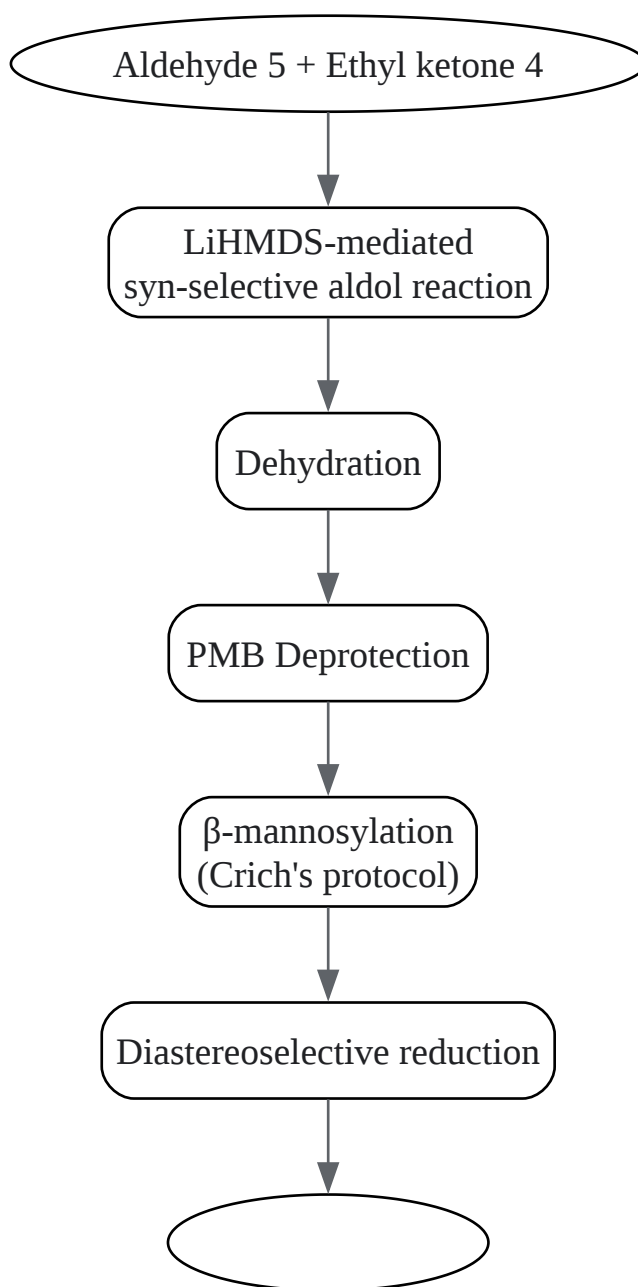 Aldehyde 5 + Ethyl ketone 4
LiHMDS-mediated
syn-selective aldol reaction
Dehydration
PMB Deprotection
β-mannosylation
(Crich's protocol)
Diastereoselective reduction